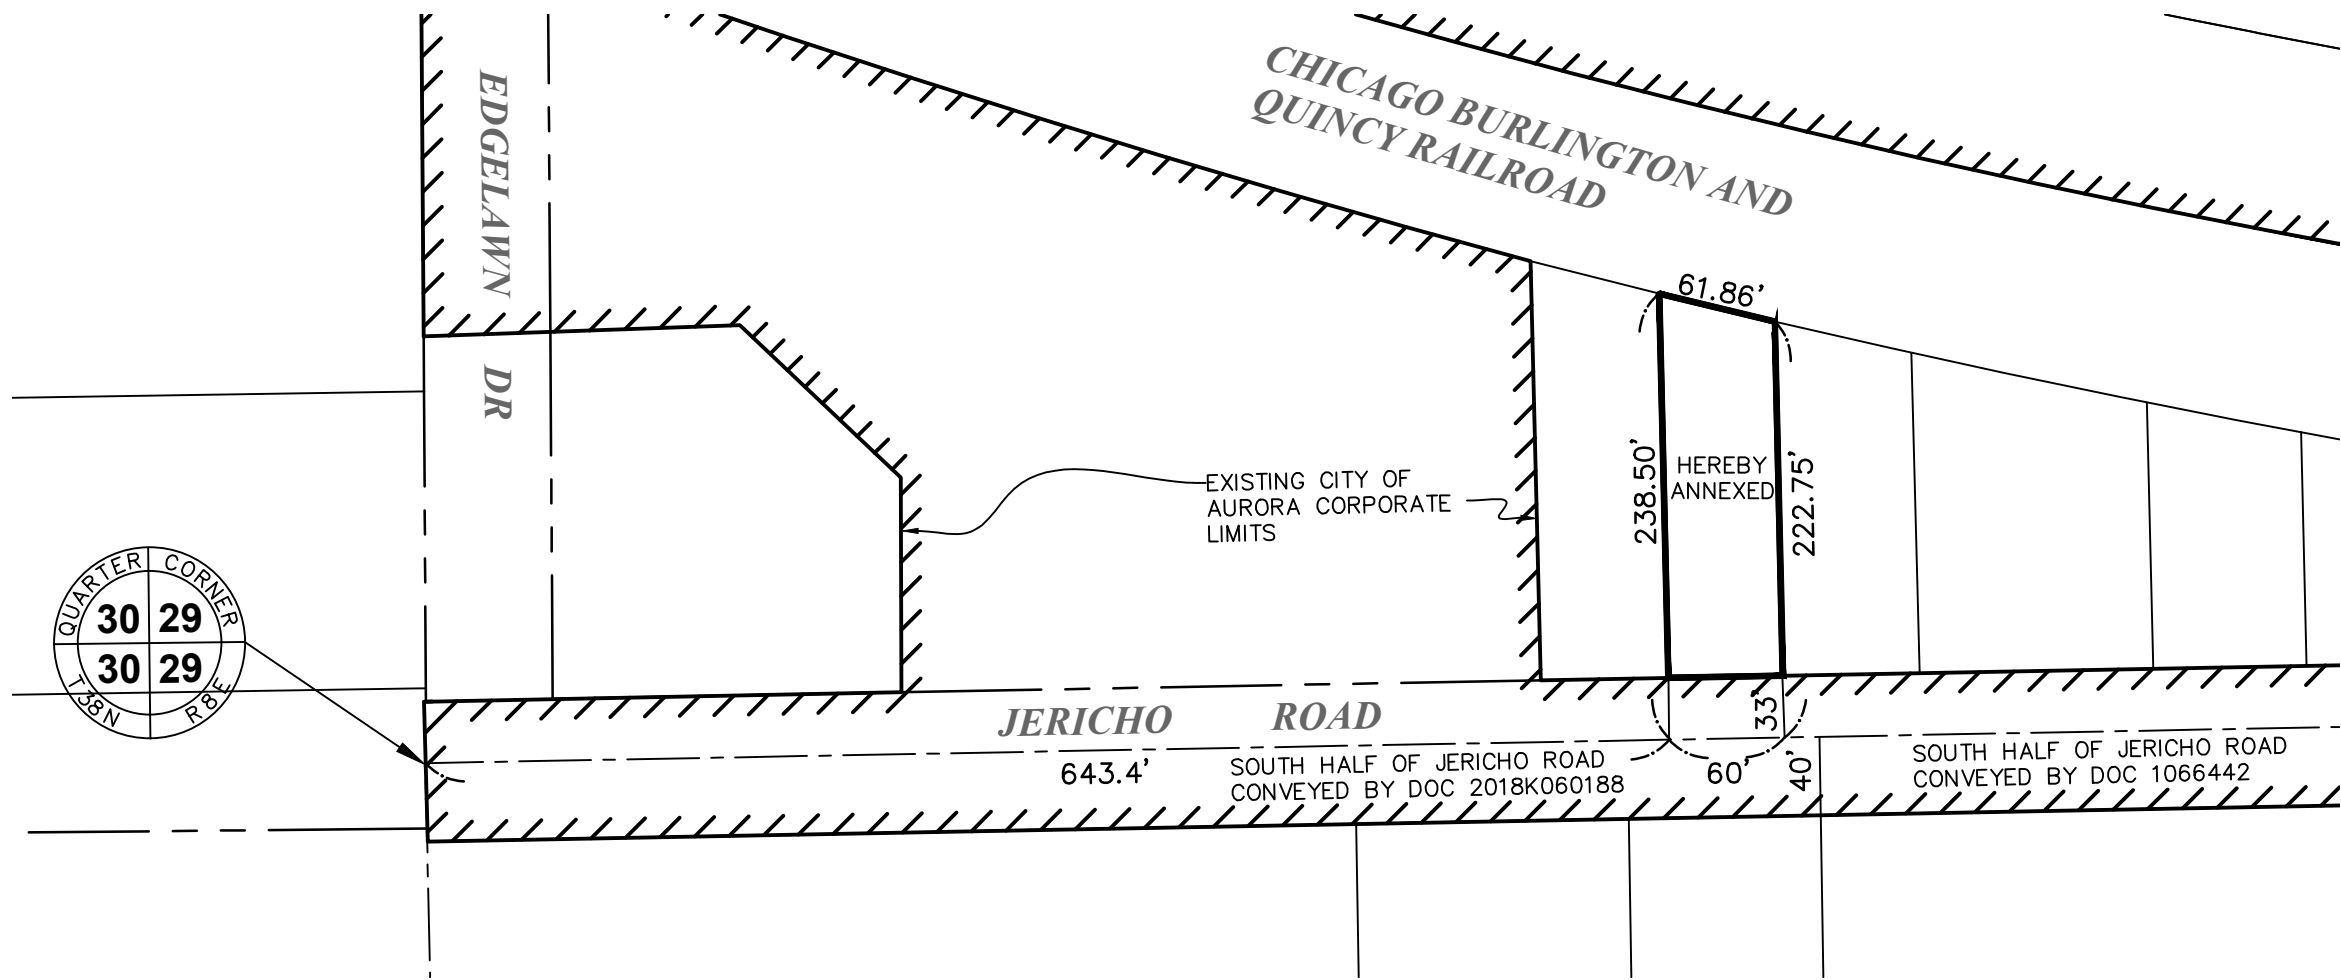 CHICAGO BURLINGTON AND
QUINCY RAILROAD
EDGELAWN DR
61.86'
238.50'
HEREBY
ANNEXED
222.75'
EXISTING CITY OF
AURORA CORPORATE
LIMITS
QUARTER CORNER
30 29
30 29
T38N R8E
JERICHO ROAD
33'
643.4'
SOUTH HALF OF JERICHO ROAD
CONVEYED BY DOC 2018K060188
60'
40'
SOUTH HALF OF JERICHO ROAD
CONVEYED BY DOC 1066442